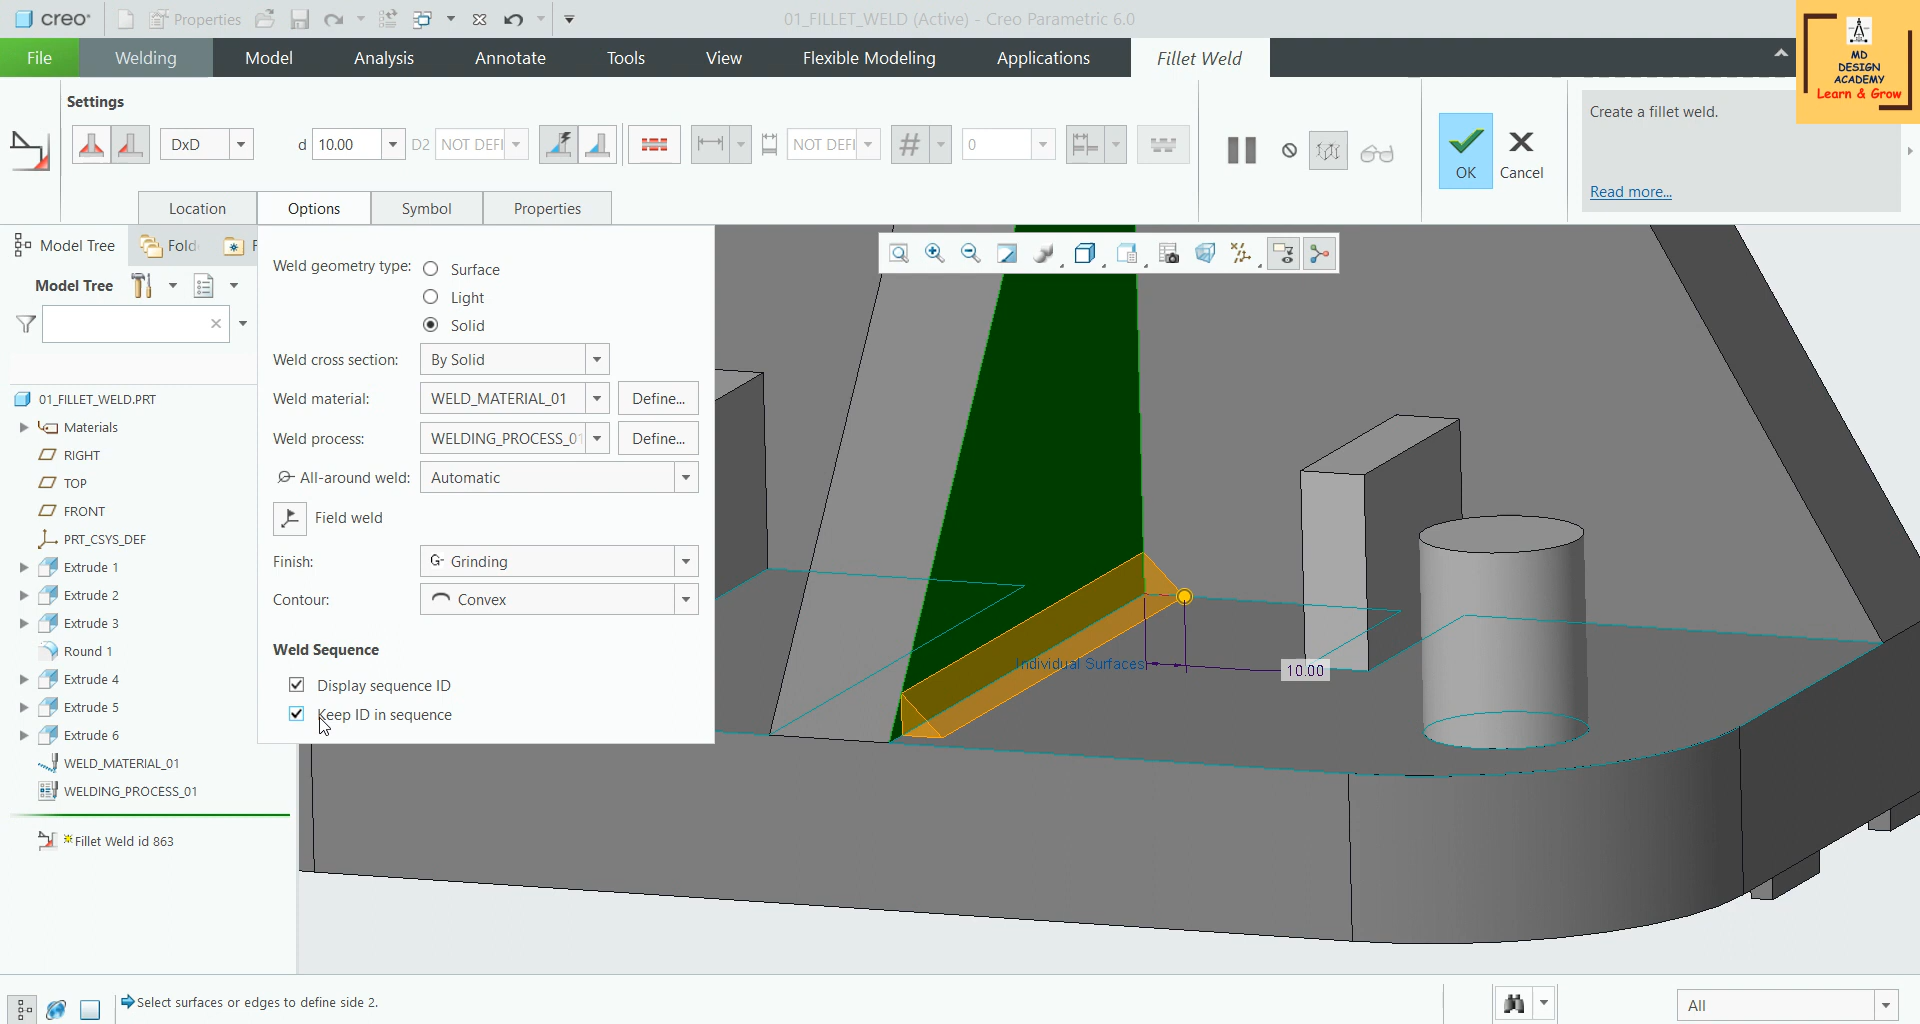 creo
Properties
01_FILLET_WELD (Active) - Creo Parametric 6.0
MD
DESIGN
ACADEMY
Learn & Grow
File
Welding
Model
Analysis
Annotate
Tools
View
Flexible Modeling
Applications
Fillet Weld
Settings
DxD
d
10.00
D2
NOT DEFI
NOT DEFI
0
OK
Cancel
Create a fillet weld.
Read more...
Location
Options
Symbol
Properties
Model Tree
Fold
F
Model Tree
01_FILLET_WELD.PRT
Materials
RIGHT
TOP
FRONT
PRT_CSYS_DEF
Extrude 1
Extrude 2
Extrude 3
Round 1
Extrude 4
Extrude 5
Extrude 6
WELD_MATERIAL_01
WELDING_PROCESS_01
Fillet Weld id 863
Weld geometry type:
Surface
Light
Solid
Weld cross section:
By Solid
Weld material:
WELD_MATERIAL_01
Define...
Weld process:
WELDING_PROCESS_01
Define...
All-around weld:
Automatic
Field weld
Finish:
G- Grinding
Contour:
Convex
Weld Sequence
Display sequence ID
Keep ID in sequence
Individual Surfaces
10.00
Select surfaces or edges to define side 2.
All